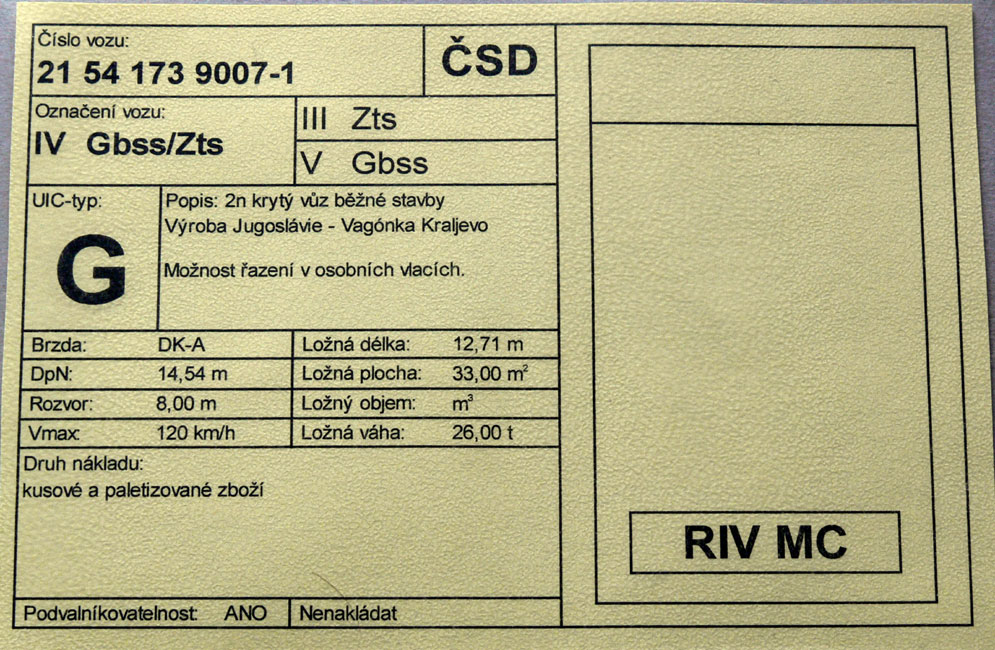 Číslo vozu:
21 54 173 9007-1
ČSD
Označení vozu:
IV Gbss/Zts
III Zts
V Gbss
UIC-typ:
G
Popis: 2n krytý vůz běžné stavby
Výroba Jugoslávie - Vagónka Kraljevo
Možnost řazení v osobních vlacích.
Brzda: DK-A
Ložná délka: 12,71 m
DpN: 14,54 m
Ložná plocha: 33,00 m²
Rozvor: 8,00 m
Ložný objem: m³
Vmax: 120 km/h
Ložná váha: 26,00 t
Druh nákladu:
kusové a paletizované zboží
Podvalníkovatelnost: ANO
Nenakládat
RIV MC